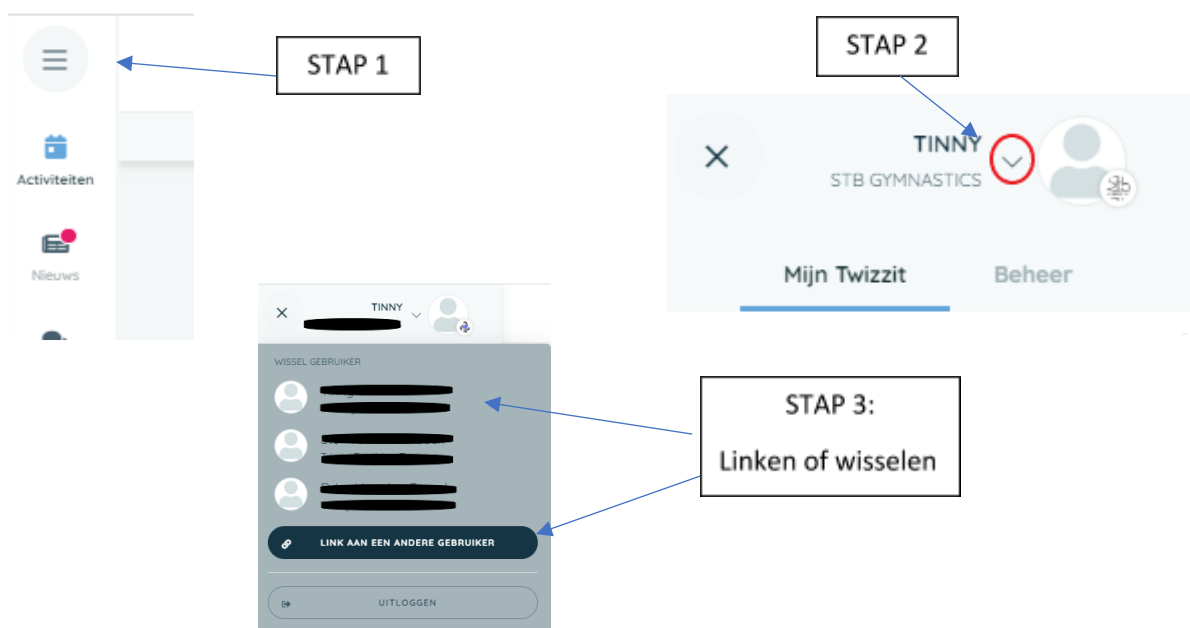 STAP 1
Activiteiten
Nieuws
STAP 2
TINNY
STB GYMNASTICS
Mijn Twizzit
Beheer
TINNY
WISSEL GEBRUIKER
LINK AAN EEN ANDERE GEBRUIKER
UITLOGGEN
STAP 3:
Linken of wisselen